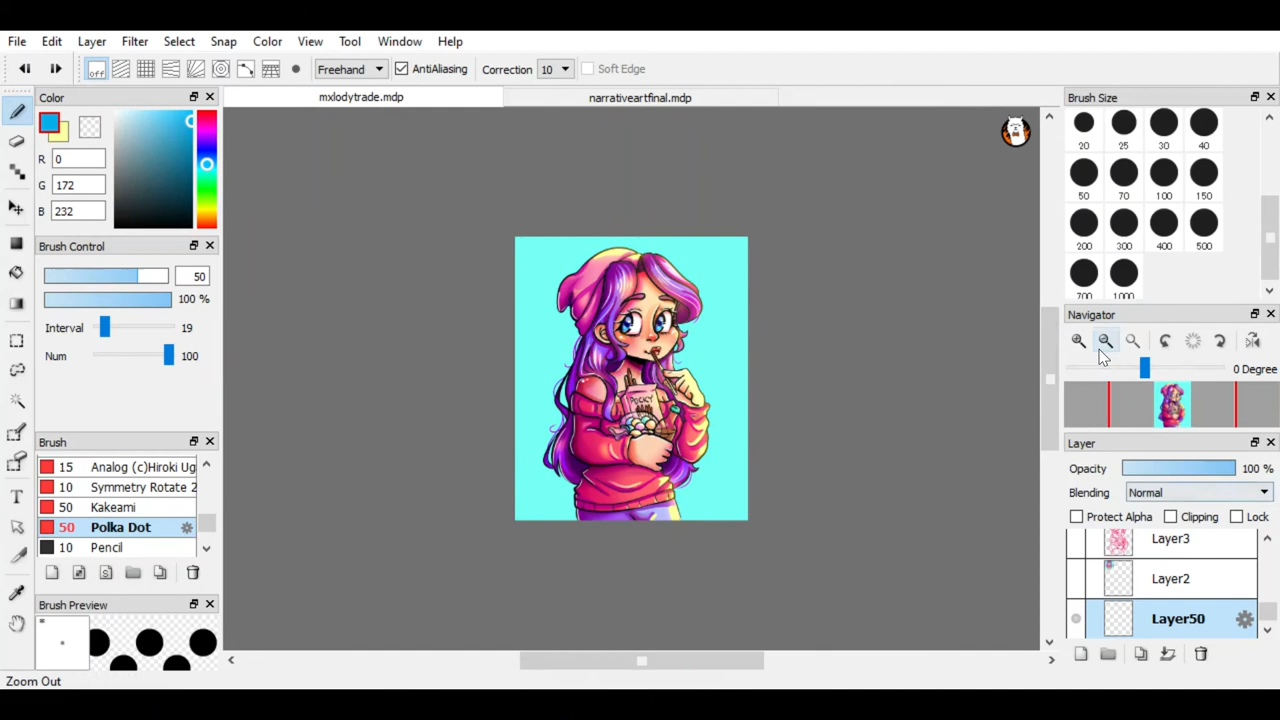 File Edit Layer Filter Select Snap Color View Tool Window Help
off Freehand AntiAliasing Correction 10 Soft Edge
Color
mxlodytrade.mdp
narrativeartfinal.mdp
Brush Size
R 0
G 172
B 232
20 25 30 40
50 70 100 150
200 300 400 500
700 1000
Brush Control
50
100 %
Interval 19
Num 100
POCKY
Navigator
0 Degree
Layer
Opacity 100 %
Blending Normal
Protect Alpha Clipping Lock
Layer3
Layer2
Layer50
Brush
15 Analog (c)Hiroki Ug
10 Symmetry Rotate 2
50 Kakeami
50 Polka Dot
10 Pencil
Brush Preview
*
Zoom Out